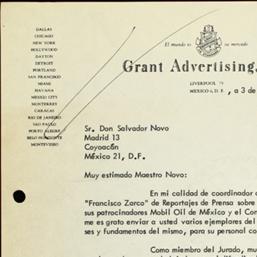 DALLAS
CHICAGO
NEW YORK
HOLLYWOOD
DAYTON
DETROIT
PORTLAND
SAN FRANCISCO
MIAMI
HAVANA
MEXICO CITY
MONTERREY
CARACAS
RIO DE JANEIRO
SAO PAULO
PORTO ALEGRE
BELO HORIZONTE
MONTEVIDEO
El mundo es su mercado
Grant Advertising,
LIVERPOOL
MEXICO 6, D. F., a 3 de
Sr. Don Salvador Novo
Madrid 13
Coyoacán
México 21, D.F.
Muy estimado Maestro Novo:
En mi calidad de coordinador d
"Francisco Zarco" de Reportajes de Prensa sobre
sus patrocinadores Mobil Oil de México y el Con
me es grato enviar a usted varios ejemplares del
ses y fundamentos del mismo, para su personal co
Como miembro del Jurado, mu